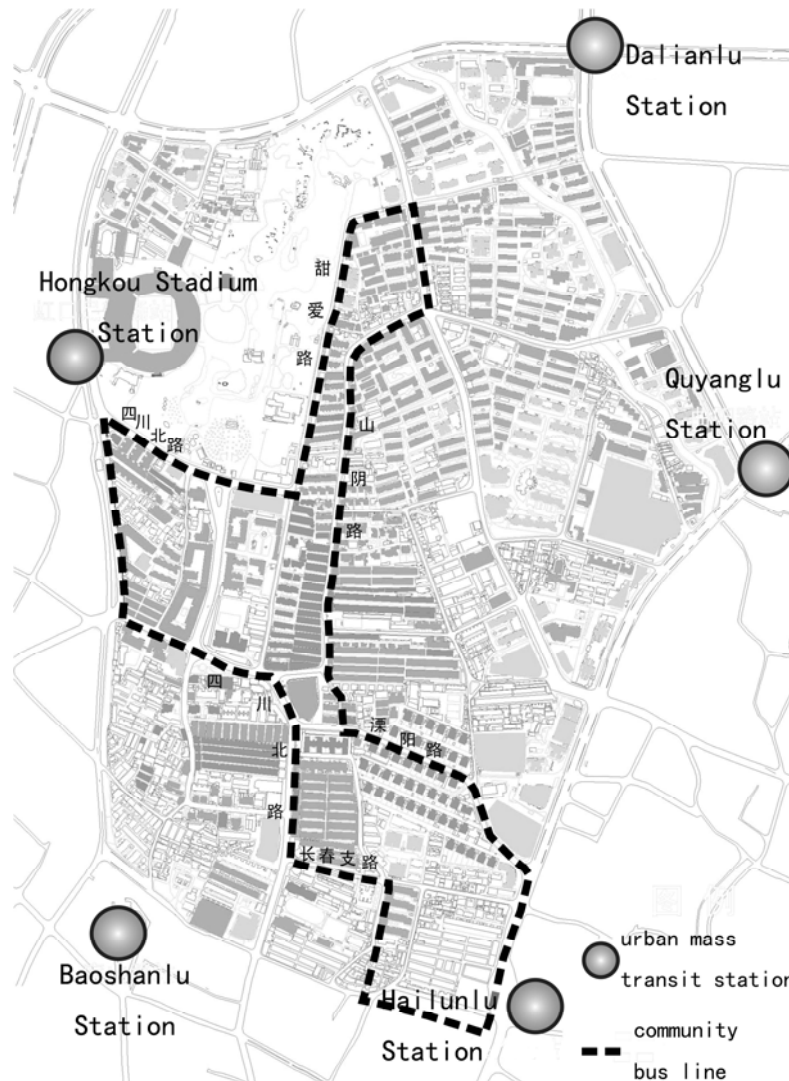 Dalianlu
Station
Hongkou Stadium
Station
甜爱路
Quyanglu
Station
四川北路
山阴路
四川北路
溧阳路
长春支路
Baoshanlu
Station
Hailunlu
Station
urban mass
transit station
community
bus line